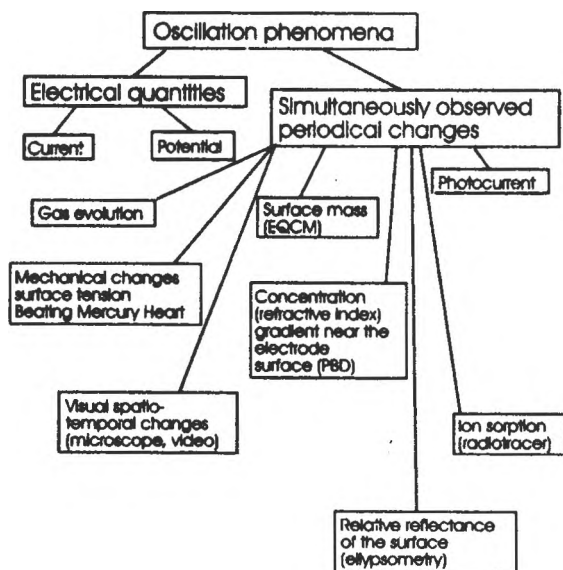 Oscillation phenomena
Electrical quantities
Simultaneously observed
periodical changes
Current
Potential
Photocurrent
Gas evolution
Surface mass
(EQCM)
Mechanical changes
surface tension
Beating Mercury Heart
Concentration
(refractive index)
gradient near the
electrode
surface (PBD)
Visual spatio-
temporal changes
(microscope, video)
Ion sorption
(radiotracer)
Relative reflectance
of the surface
(ellypsometry)